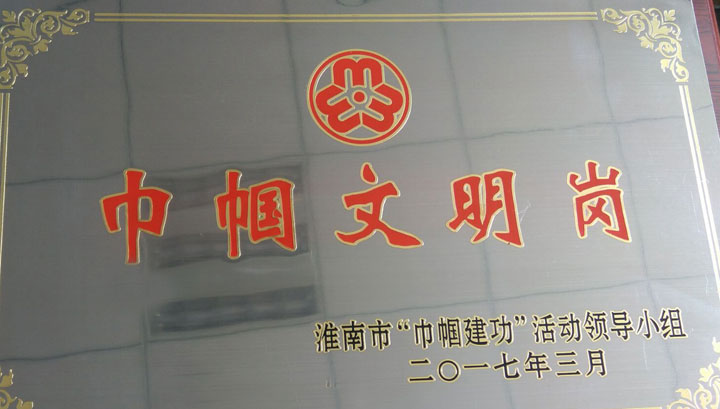 巾帼文明岗
淮南市“巾帼建功”活动领导小组
二〇一七年三月